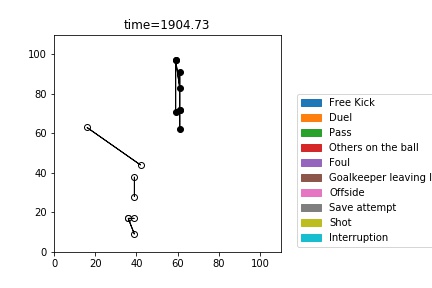 time=1904.73
100
80
60
40
20
0
0 20 40 60 80 100
Free Kick
Duel
Pass
Others on the ball
Foul
Goalkeeper leaving l
Offside
Save attempt
Shot
Interruption